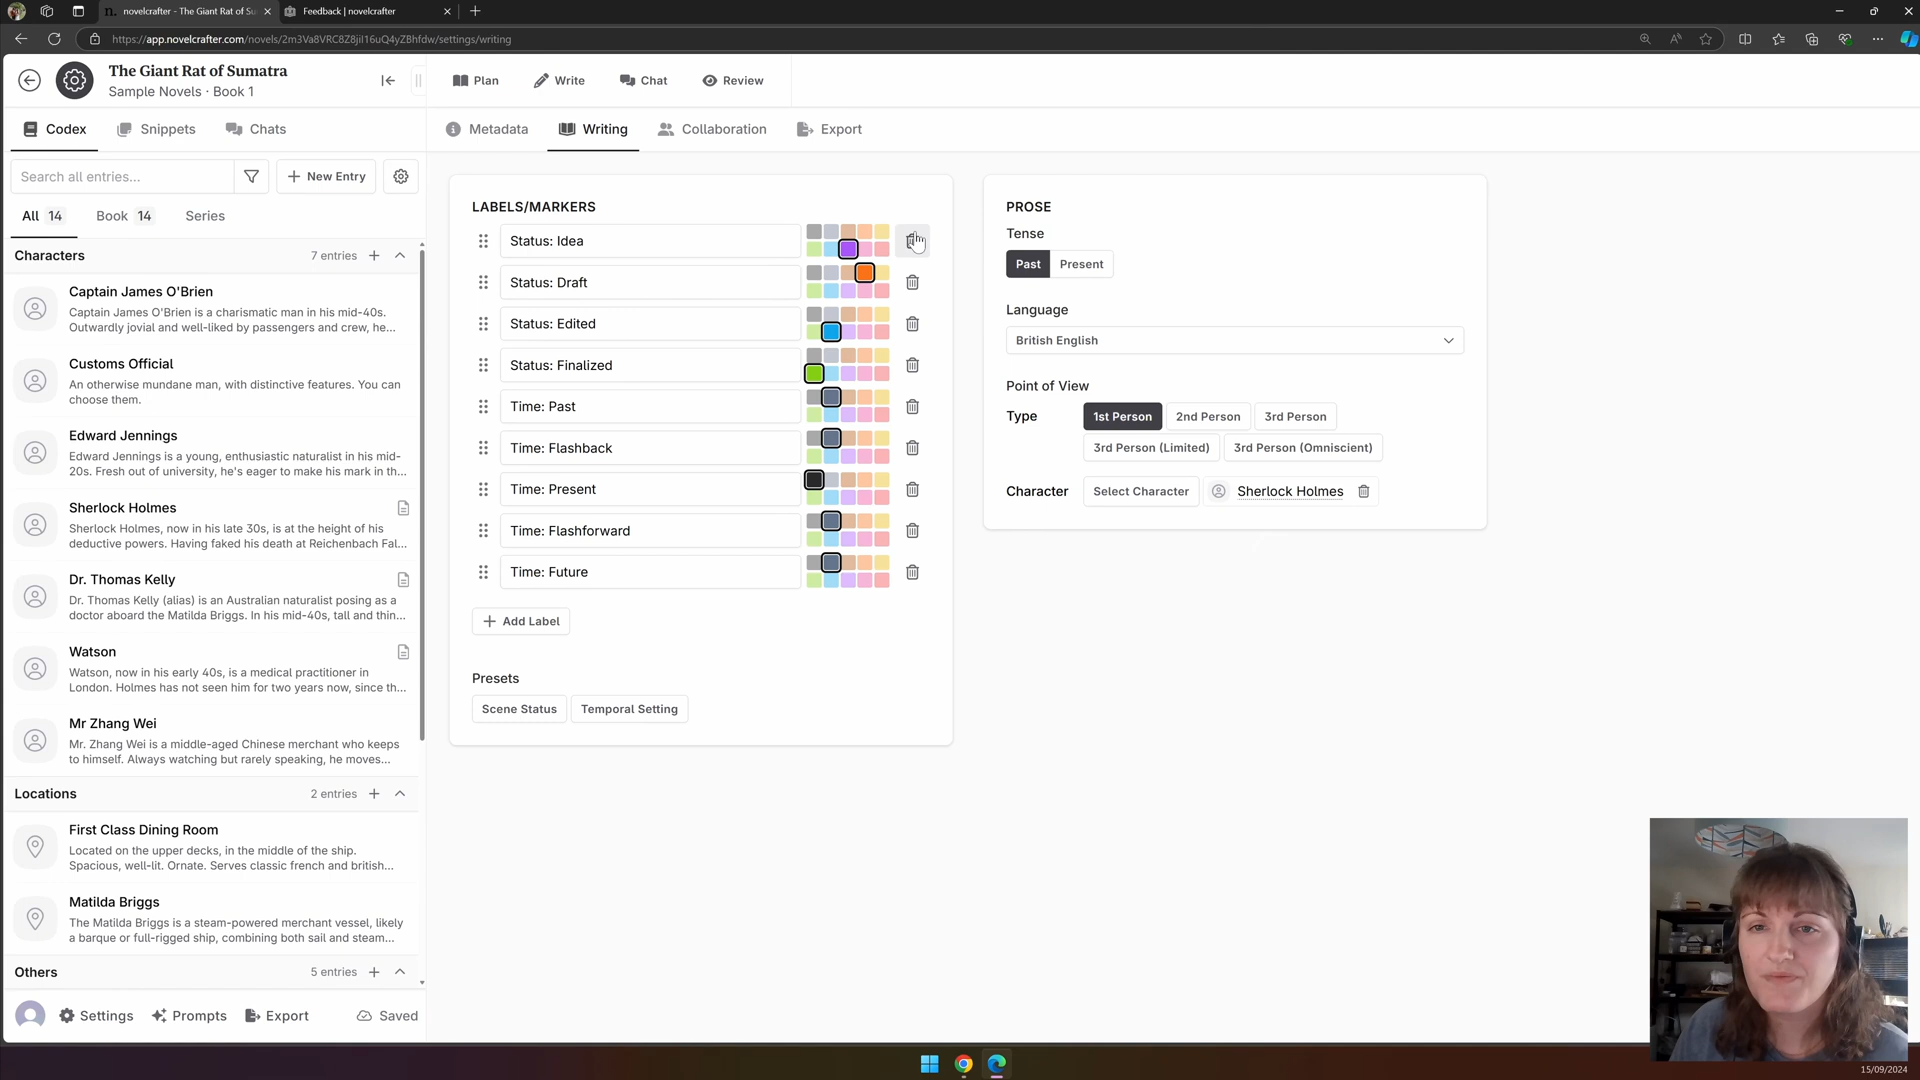 novelcrafter - The Giant Rat of Su
Feedback | novelcrafter
https://app.novelcrafter.com/novels/2m3Va8VRC8Z8jiI16uQ4yZBhfdw/settings/writing
The Giant Rat of Sumatra
Sample Novels · Book 1
Plan
Write
Chat
Review
Codex
Snippets
Chats
Metadata
Writing
Collaboration
Export
Search all entries...
New Entry
All 14
Book 14
Series
Characters
7 entries
Captain James O'Brien
Captain James O'Brien is a charismatic man in his mid-40s.
Outwardly jovial and well-liked by passengers and crew, he...
Customs Official
An otherwise mundane man, with distinctive features. You can
choose them.
Edward Jennings
Edward Jennings is a young, enthusiastic naturalist in his mid-
20s. Fresh out of university, he's eager to make his mark in th...
Sherlock Holmes
Sherlock Holmes, now in his late 30s, is at the height of his
deductive powers. Having faked his death at Reichenbach Fal...
Dr. Thomas Kelly
Dr. Thomas Kelly (alias) is an Australian naturalist posing as a
doctor aboard the Matilda Briggs. In his mid-40s, tall and thin...
Watson
Watson, now in his early 40s, is a medical practitioner in
London. Holmes has not seen him for two years now, since th...
Mr Zhang Wei
Mr. Zhang Wei is a middle-aged Chinese merchant who keeps
to himself. Always watching but rarely speaking, he moves...
Locations
2 entries
First Class Dining Room
Located on the upper decks, in the middle of the ship.
Spacious, well-lit. Ornate. Serves classic french and british...
Matilda Briggs
The Matilda Briggs is a steam-powered merchant vessel, likely
a barque or full-rigged ship, combining both sail and steam...
Others
5 entries
Settings
Prompts
Export
Saved
LABELS/MARKERS
Status: Idea
Status: Draft
Status: Edited
Status: Finalized
Time: Past
Time: Flashback
Time: Present
Time: Flashforward
Time: Future
Add Label
Presets
Scene Status
Temporal Setting
PROSE
Tense
Past
Present
Language
British English
Point of View
Type
1st Person
2nd Person
3rd Person
3rd Person (Limited)
3rd Person (Omniscient)
Character
Select Character
Sherlock Holmes
15/09/2024